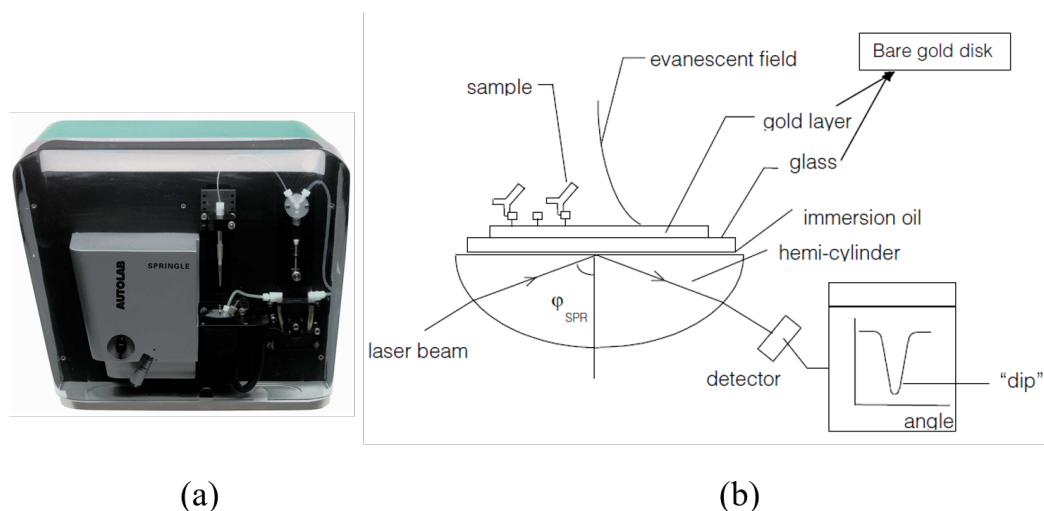 AUTOLAB
SPRINGLE
Bare gold disk
evanescent field
sample
gold layer
glass
immersion oil
hemi-cylinder
φSPR
laser beam
detector
“dip”
angle
(a)
(b)